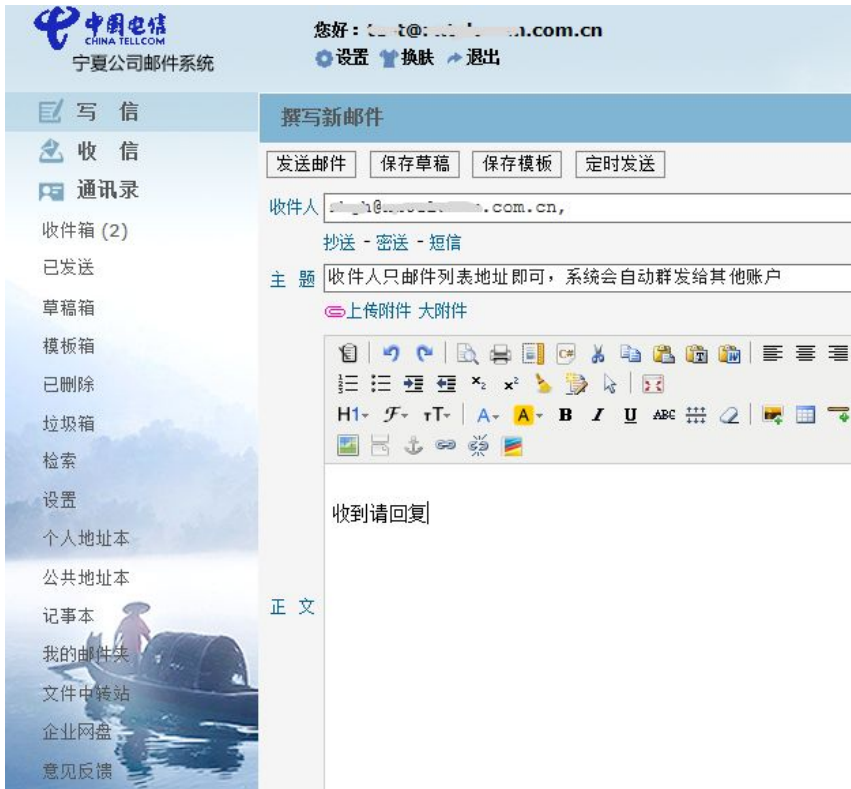 中国电信
CHINA TELLCOM
宁夏公司邮件系统
您好：
.com.cn
设置 换肤 退出
写 信
收 信
通讯录
收件箱 (2)
已发送
草稿箱
模板箱
已删除
垃圾箱
检索
设置
个人地址本
公共地址本
记事本
我的邮件夹
文件中转站
企业网盘
意见反馈
撰写新邮件
发送邮件 保存草稿 保存模板 定时发送
收件人 .com.cn,
抄送 - 密送 - 短信
主 题 收件人只邮件列表地址即可，系统会自动群发给其他账户
上传附件 大附件
H1 F TT A A B I U ABC
正 文
收到请回复